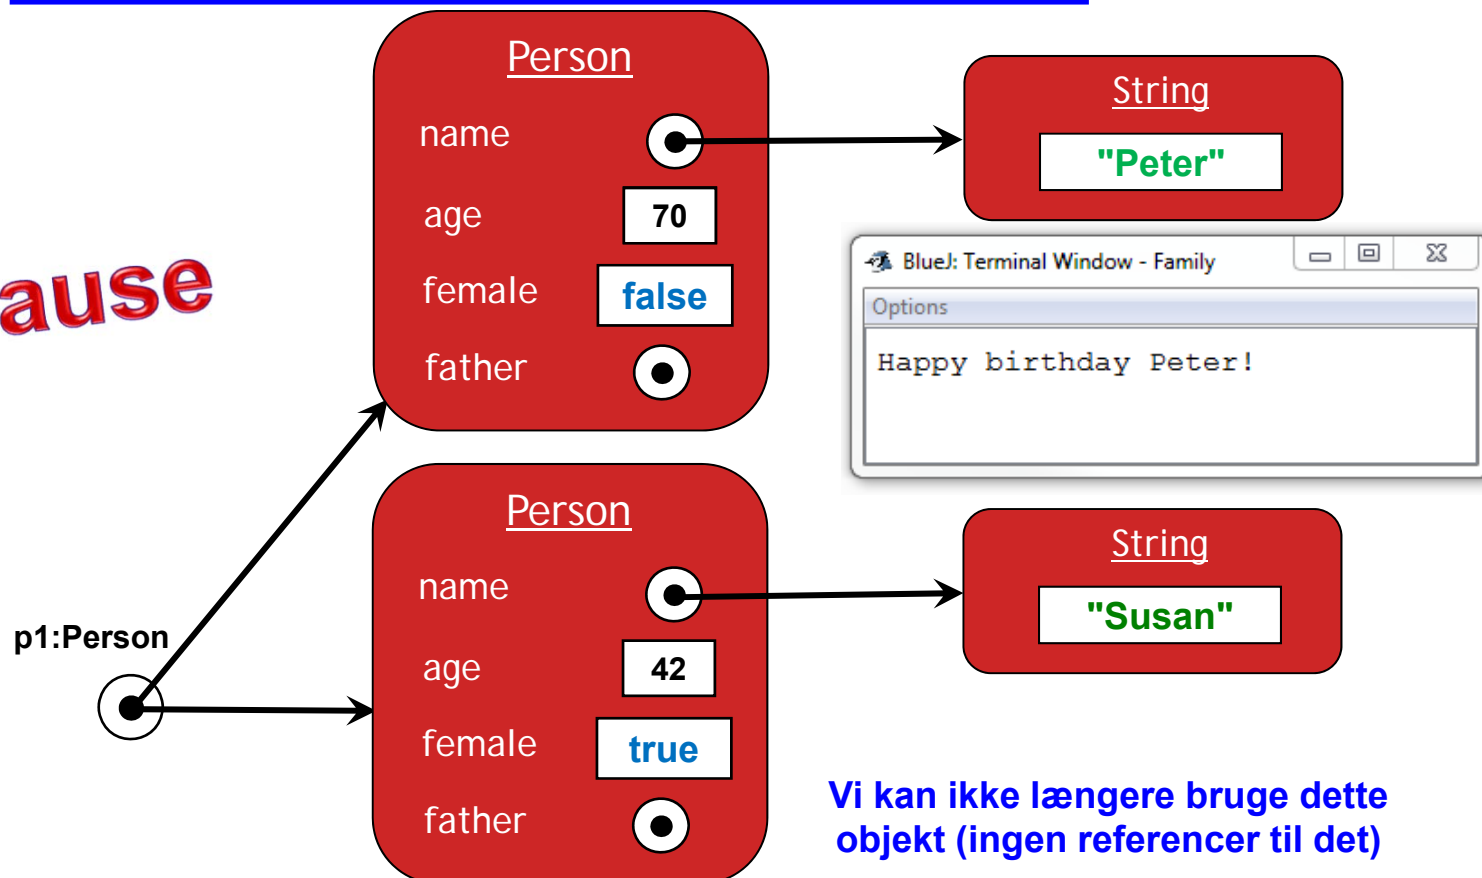 Person
name
age
70
female
false
father
String
"Peter"
BlueJ: Terminal Window - Family
Options
Happy birthday Peter!
p1:Person
Person
name
age
42
female
true
father
String
"Susan"
Vi kan ikke længere bruge dette
objekt (ingen referencer til det)